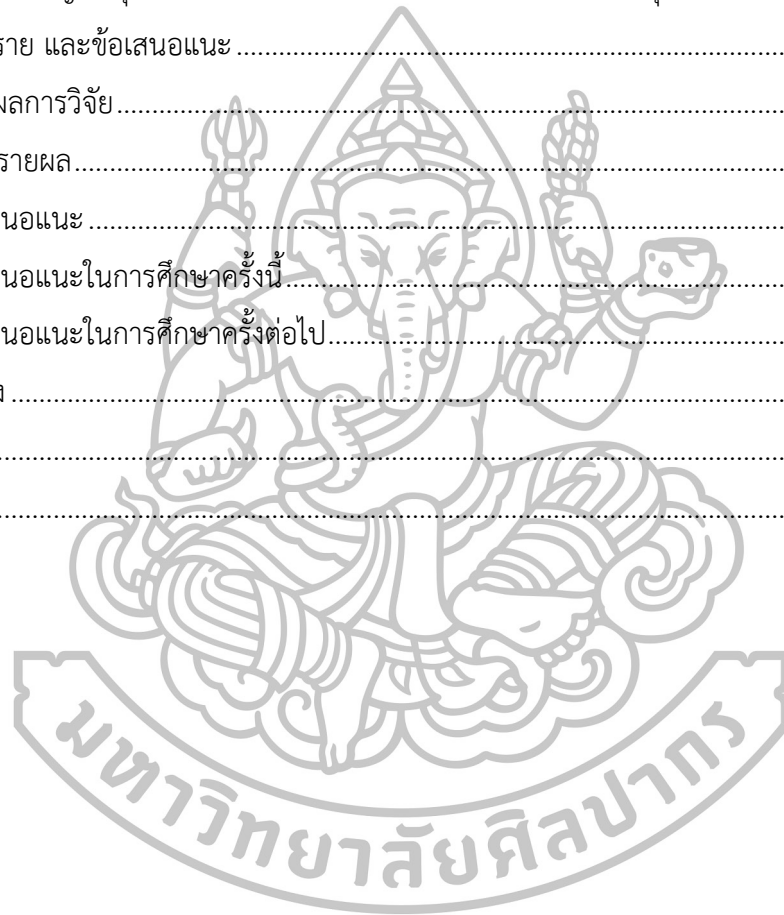 ราย และข้อเสนอแนะ
ผลการวิจัย
รายผล
นอแนะ
นอแนะในการศึกษาครั้งนี้
นอแนะในการศึกษาครั้งต่อไป
มหาวิทยาลัยศิลปากร